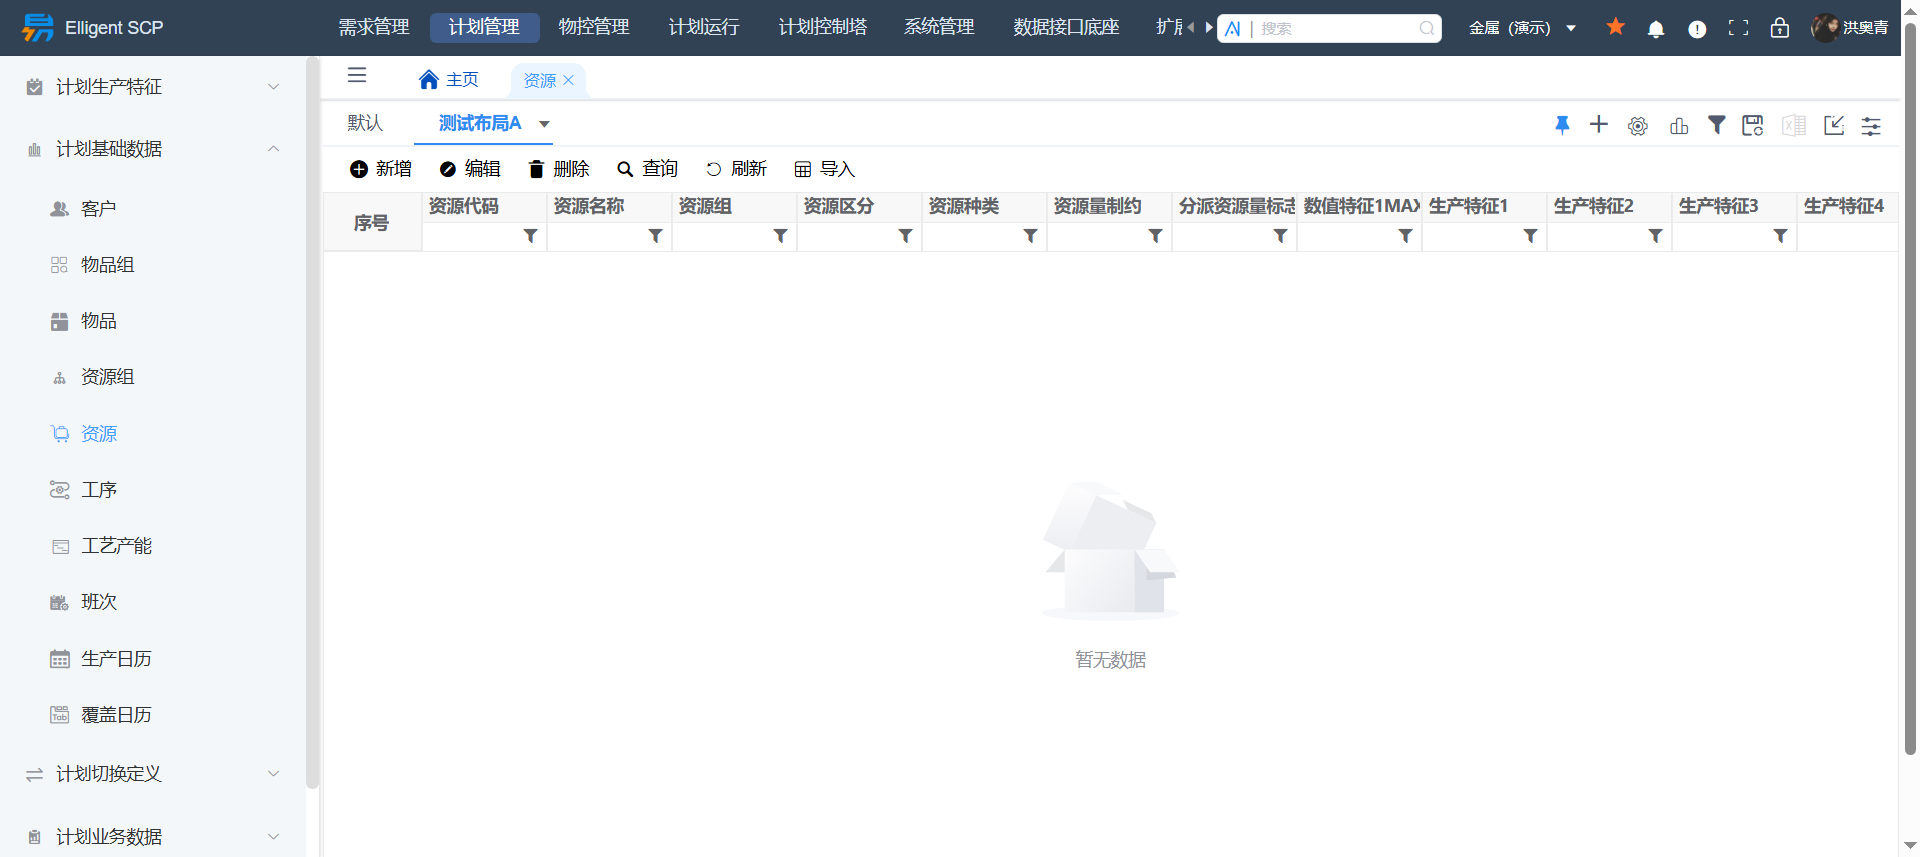 Elligent SCP
需求管理 计划管理 物控管理 计划运行 计划控制塔 系统管理 数据接口底座
搜索
金属（演示）
洪奥青
计划生产特征
计划基础数据
客户
物品组
物品
资源组
资源
工序
工艺产能
班次
生产日历
Tab
覆盖日历
计划切换定义
计划业务数据
主页 资源
默认 测试布局A
新增 编辑 删除 查询 刷新 导入
序号 资源代码 资源名称 资源组 资源区分 资源种类 资源量制约 分派资源量标志 数值特征1MAX 生产特征1 生产特征2 生产特征3 生产特征4
暂无数据